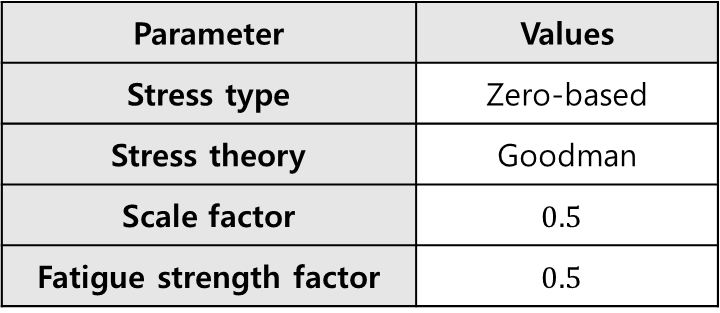 Parameter Values
Stress type Zero-based
Stress theory Goodman
Scale factor 0.5
Fatigue strength factor 0.5